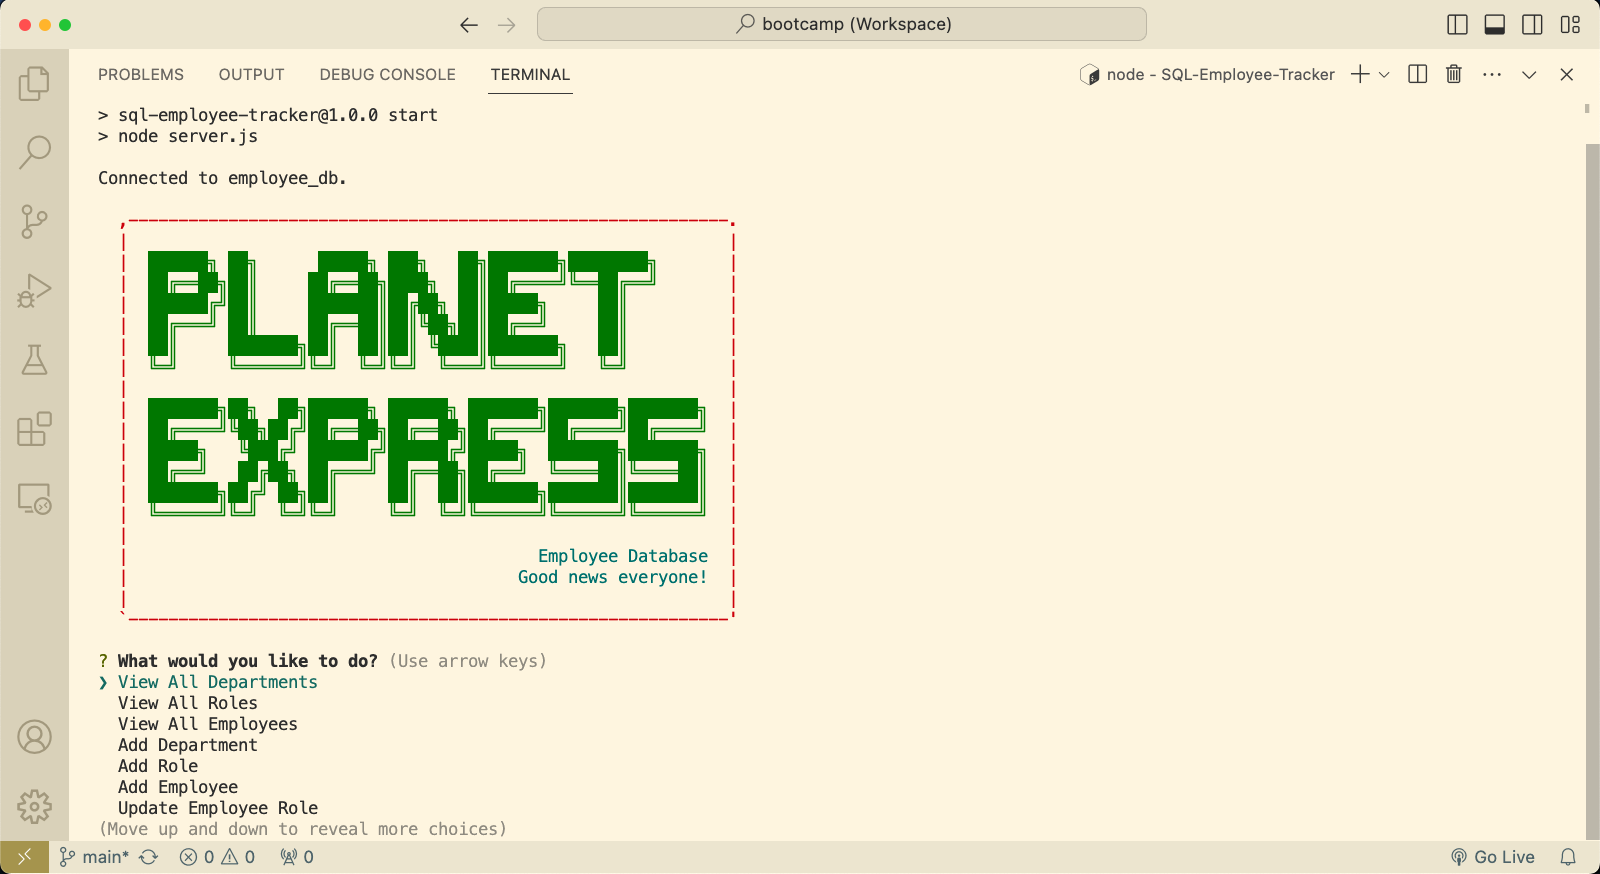 bootcamp (Workspace)
PROBLEMS OUTPUT DEBUG CONSOLE TERMINAL node - SQL-Employee-Tracker
> sql-employee-tracker@1.0.0 start
> node server.js
Connected to employee_db.
PLANET
EXPRESS
Employee Database
Good news everyone!
? What would you like to do? (Use arrow keys)
❯ View All Departments
View All Roles
View All Employees
Add Department
Add Role
Add Employee
Update Employee Role
(Move up and down to reveal more choices)
main* 0 0 0 Go Live